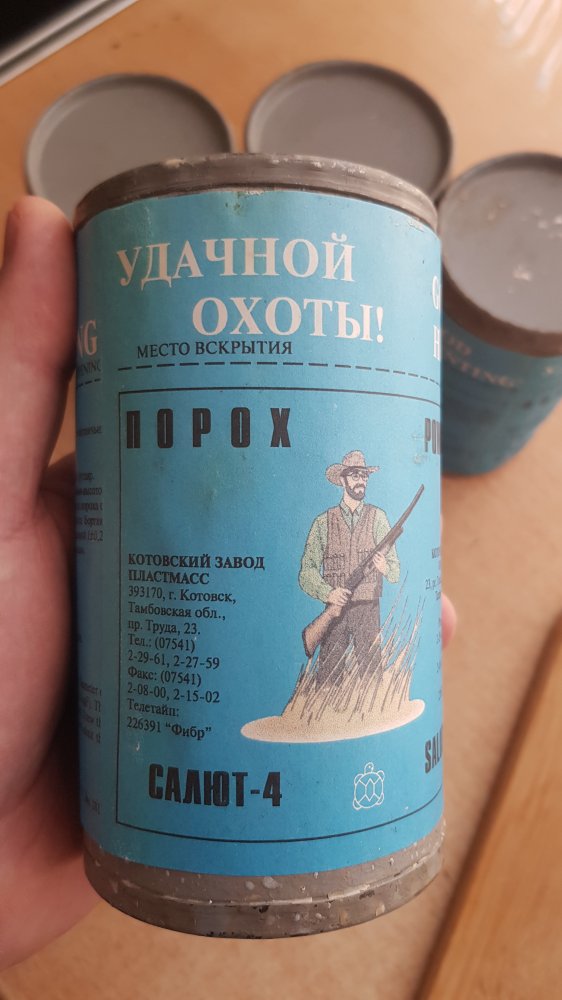 УДАЧНОЙ
ОХОТЫ!
МЕСТО ВСКРЫТИЯ
ПОРОХ
КОТОВСКИЙ ЗАВОД
ПЛАСТМАСС
393170, г. Котовск,
Тамбовская обл.,
пр. Труда, 23.
Тел.: (07541)
2-29-61, 2-27-59
Факс: (07541)
2-08-00, 2-15-02
Телетайп:
226391 "Фибр"
САЛЮТ-4